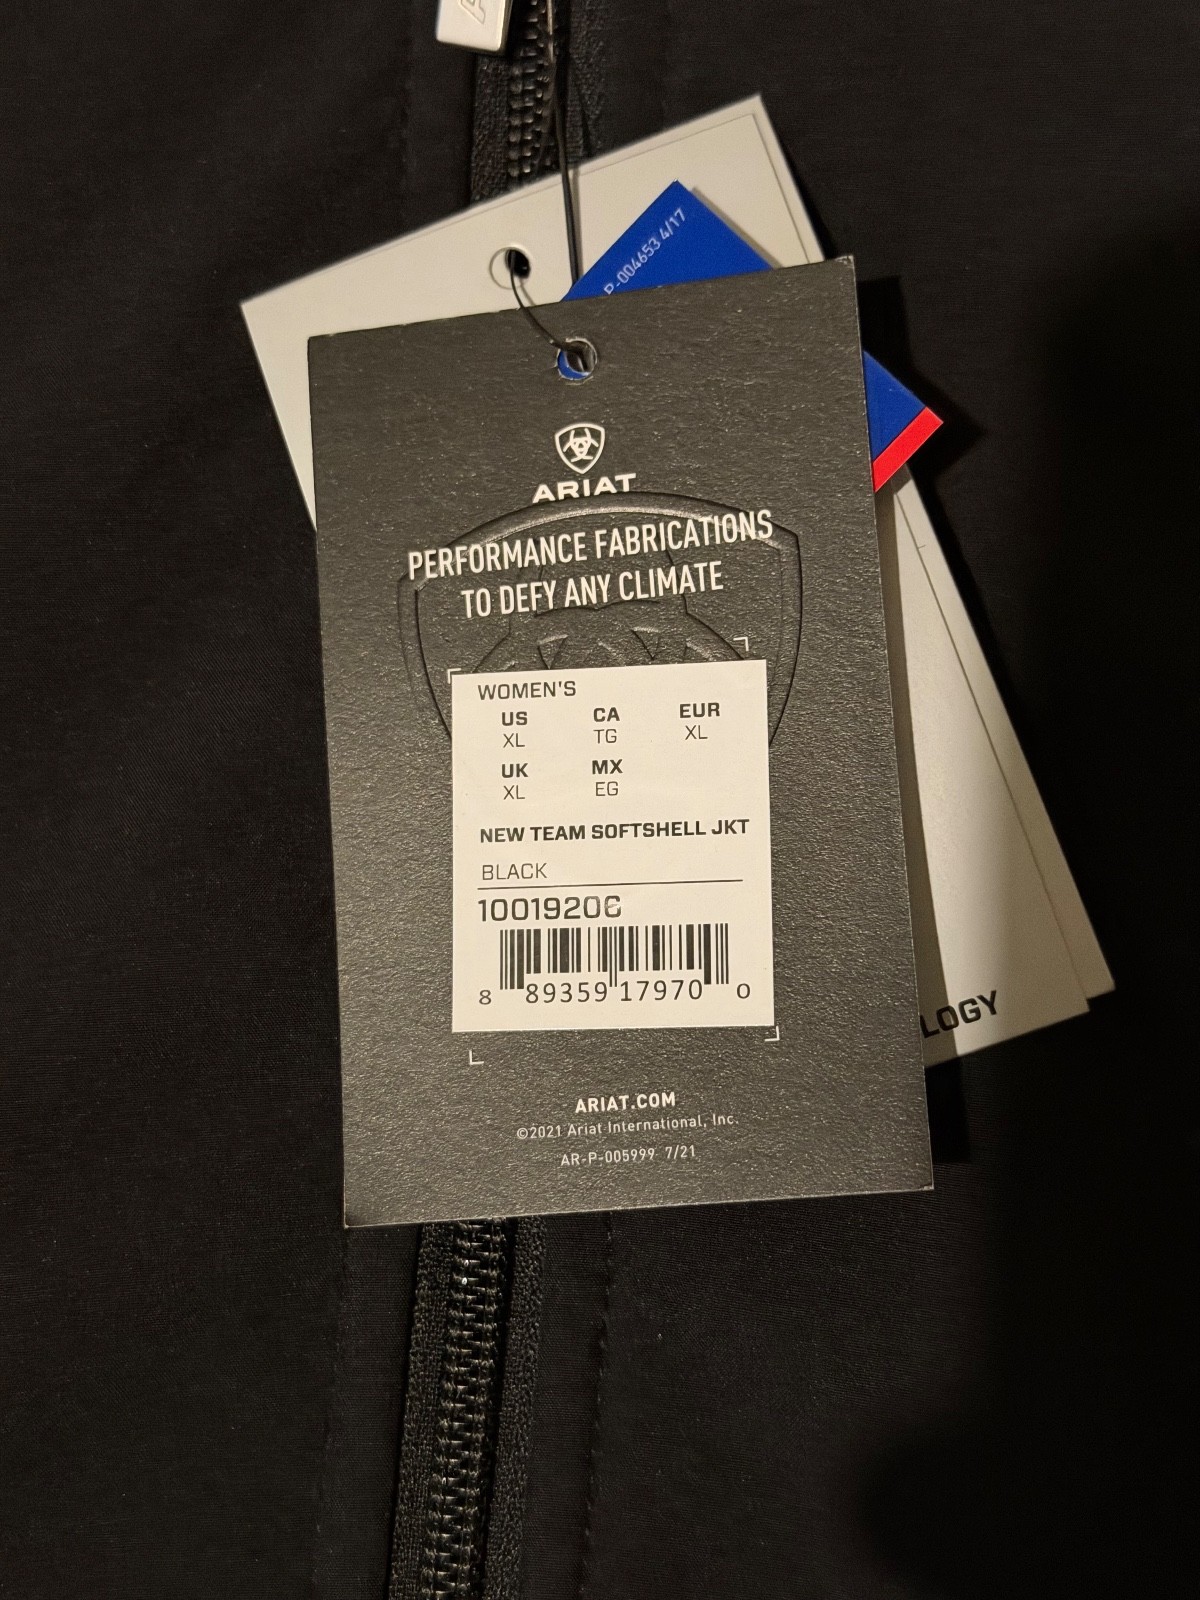 P-004653 4/17
ARIAT
PERFORMANCE FABRICATIONS
TO DEFY ANY CLIMATE
WOMEN'S
US CA EUR
XL TG XL
UK MX
XL EG
NEW TEAM SOFTSHELL JKT
BLACK
10019206
8 89359 17970 0
LOGY
ARIAT.COM
©2021 Ariat International, Inc.
AR-P-005999 7/21